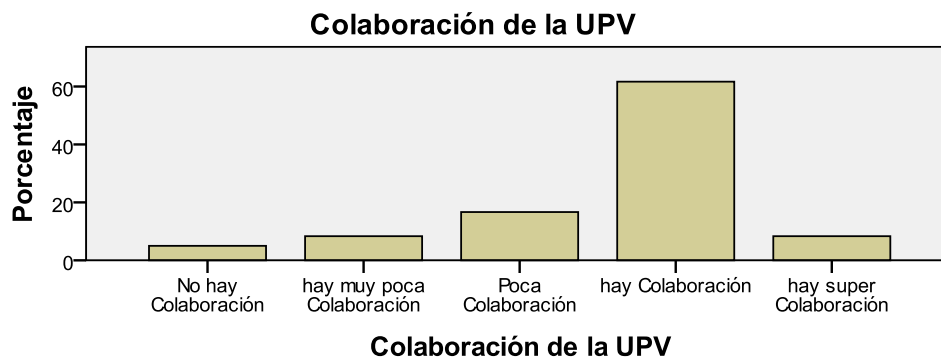 Colaboración de la UPV
Porcentaje
60
40
20
0
No hay
Colaboración
hay muy poca
Colaboración
Poca
Colaboración
hay Colaboración
hay super
Colaboración
Colaboración de la UPV